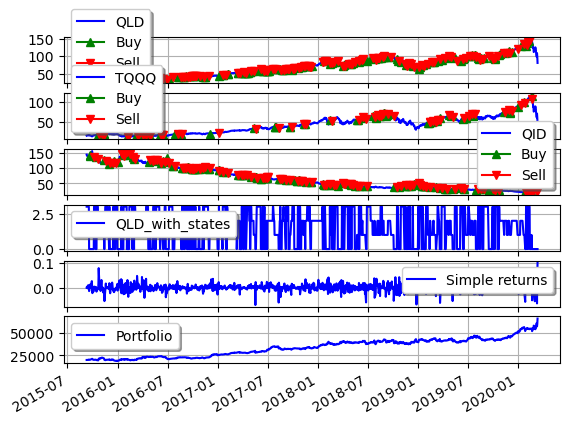 QLD
Buy
Sell
150
100
50
TQQQ
Buy
Sell
100
50
QID
Buy
Sell
150
100
50
QLD_with_states
2.5
0.0
Simple returns
0.1
0.0
Portfolio
50000
25000
2015-07
2016-01
2016-07
2017-01
2017-07
2018-01
2018-07
2019-01
2019-07
2020-01